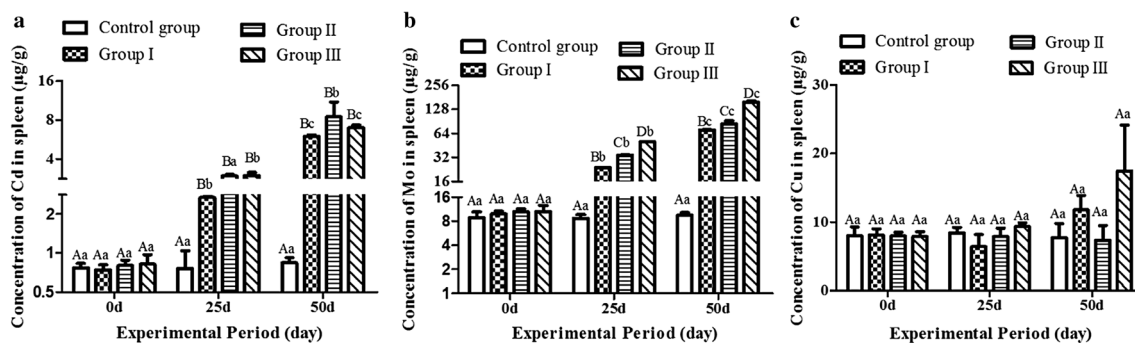 a
Control group
Group I
Group II
Group III
Concentration of Cd in spleen (μg/g)
16
4
2
1
0.5
Aa Aa Aa Aa
Aa Bb Ba Bb
Aa Bc Bb Bc
0d 25d 50d
Experimental Period (day)
b
Control group
Group I
Group II
Group III
Concentration of Mo in spleen (μg/g)
256
128
64
32
16
16
8
4
2
1
Aa Aa Aa Aa
Aa Bb Cb Db
Aa Bc Cc Dc
0d 25d 50d
Experimental Period (day)
c
Control group
Group I
Group II
Group III
Concentration of Cu in spleen (μg/g)
30
20
10
0
Aa Aa Aa Aa
Aa Aa Aa Aa
Aa Aa Aa Aa
0d 25d 50d
Experimental Period (day)